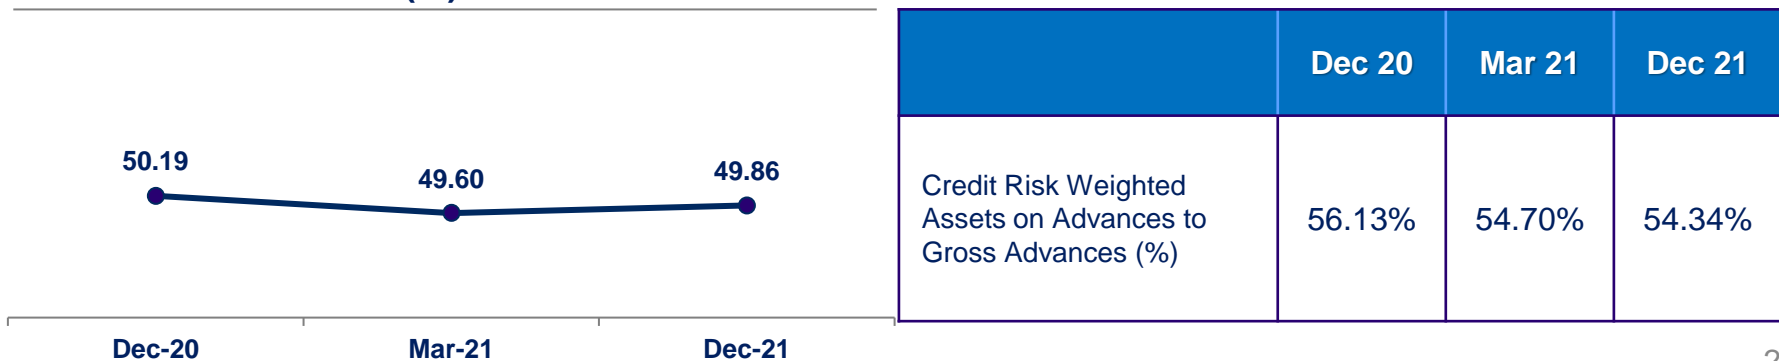 50.19
49.60
49.86
Dec-20
Mar-21
Dec-21
Dec 20
Mar 21
Dec 21
Credit Risk Weighted
Assets on Advances to
Gross Advances (%)
56.13%
54.70%
54.34%
2